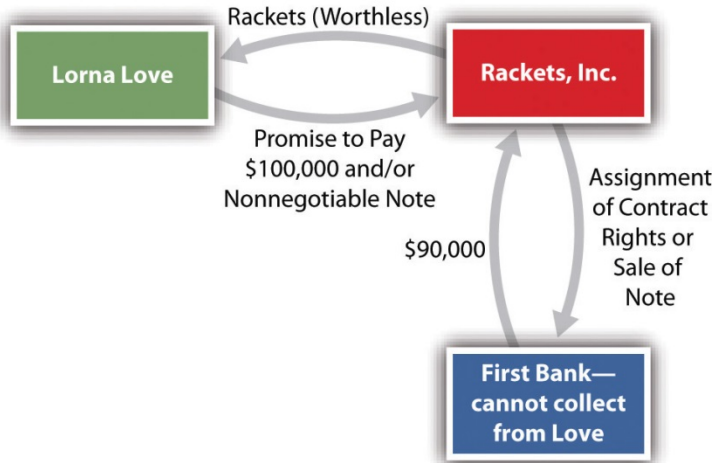 Rackets (Worthless)
Lorna Love
Rackets, Inc.
Promise to Pay
$100,000 and/or
Nonnegotiable Note
Assignment
of Contract
Rights or
Sale of
Note
$90,000
First Bank—
cannot collect
from Love